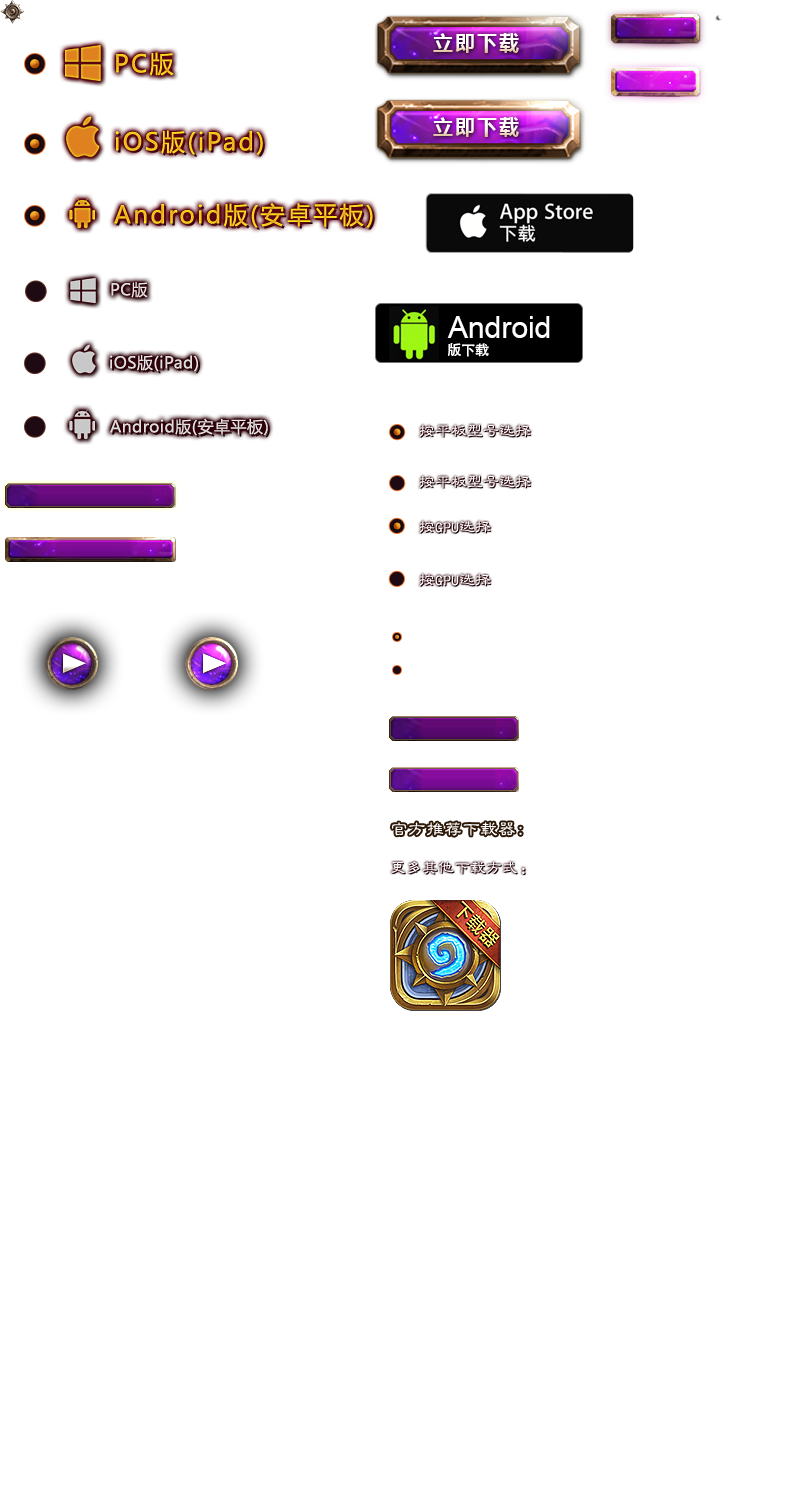 PC版
iOS版(iPad)
Android版(安卓平板)
PC版
iOS版(iPad)
Android版(安卓平板)
立即下载
立即下载
App Store
下载
Android
版下载
按平板型号选择
按平板型号选择
按GPU选择
按GPU选择
官方推荐下载器:
更多其他下载方式:
下载器